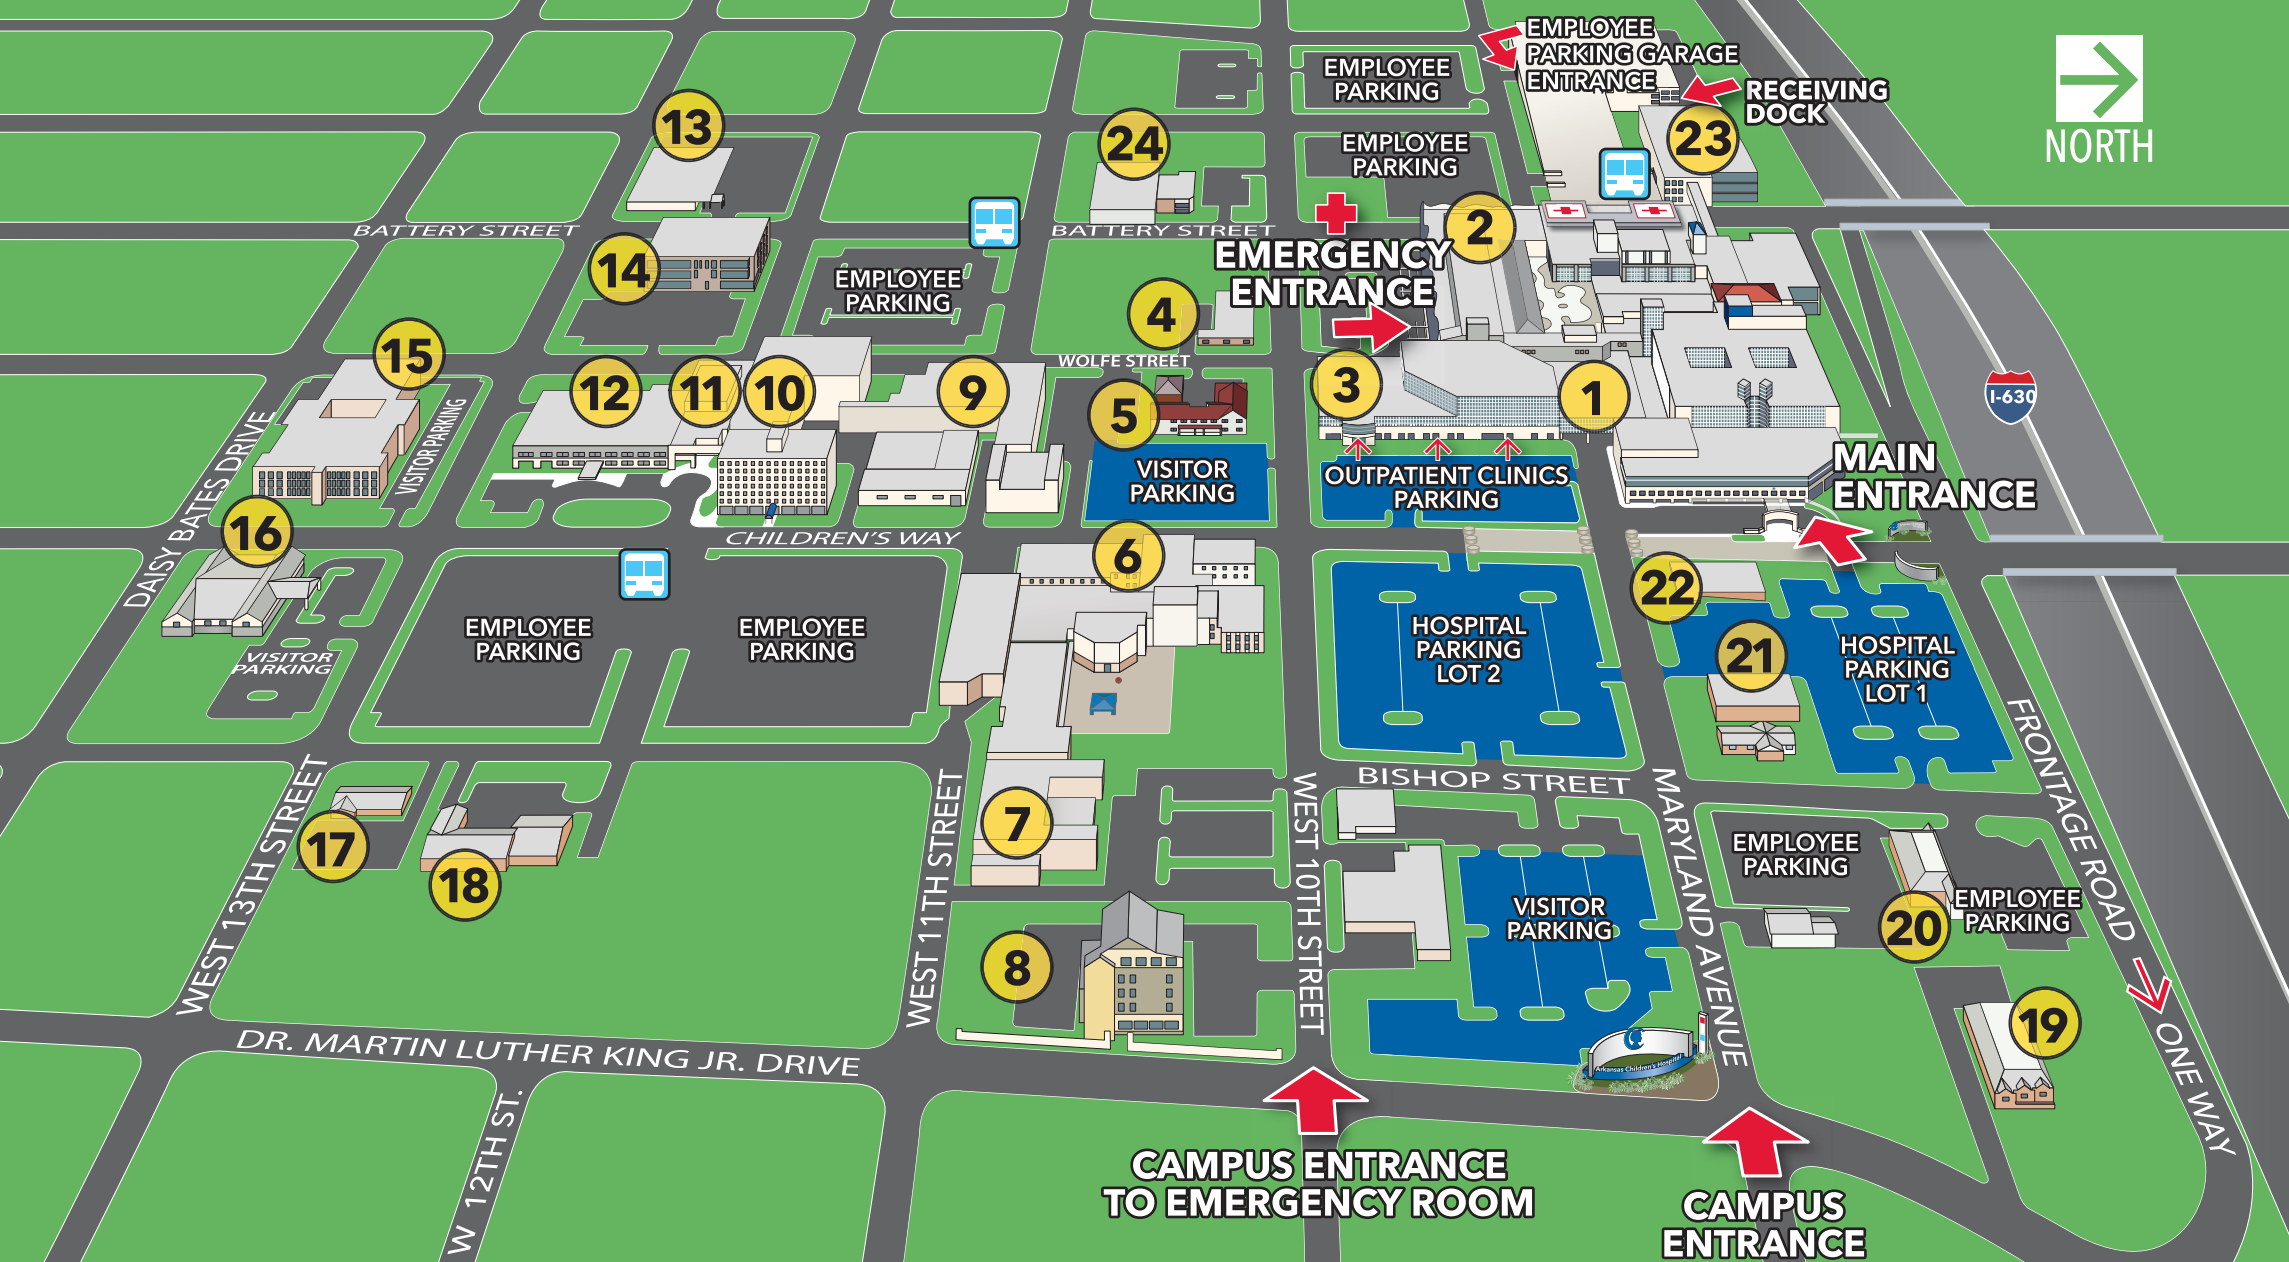 EMPLOYEE
PARKING GARAGE
ENTRANCE
EMPLOYEE
PARKING
RECEIVING
DOCK
NORTH
13
24
EMPLOYEE
PARKING
23
BATTERY STREET
BATTERY STREET
2
EMERGENCY
ENTRANCE
14
EMPLOYEE
PARKING
4
15
WOLFE STREET
12
11
10
9
5
3
1
I-630
DAISY BATES DRIVE
VISITOR PARKING
VISITOR
PARKING
OUTPATIENT CLINICS
PARKING
MAIN
ENTRANCE
16
CHILDREN'S WAY
6
22
EMPLOYEE
PARKING
EMPLOYEE
PARKING
HOSPITAL
PARKING
LOT 2
21
HOSPITAL
PARKING
LOT 1
VISITOR
PARKING
FRONTAGE ROAD
ONE WAY
BISHOP STREET
WEST 13TH STREET
WEST 11TH STREET
WEST 10TH STREET
MARYLAND AVENUE
17
18
7
EMPLOYEE
PARKING
20
EMPLOYEE
PARKING
VISITOR
PARKING
8
19
DR. MARTIN LUTHER KING JR. DRIVE
Arkansas Children's Hospital
W 12TH ST.
CAMPUS ENTRANCE
TO EMERGENCY ROOM
CAMPUS
ENTRANCE